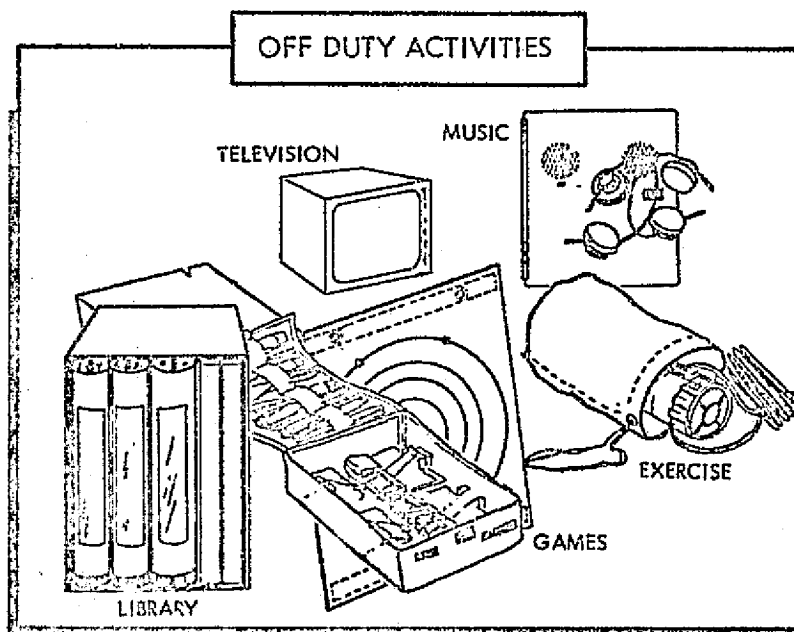 OFF DUTY ACTIVITIES
TELEVISION
MUSIC
EXERCISE
GAMES
LIBRARY